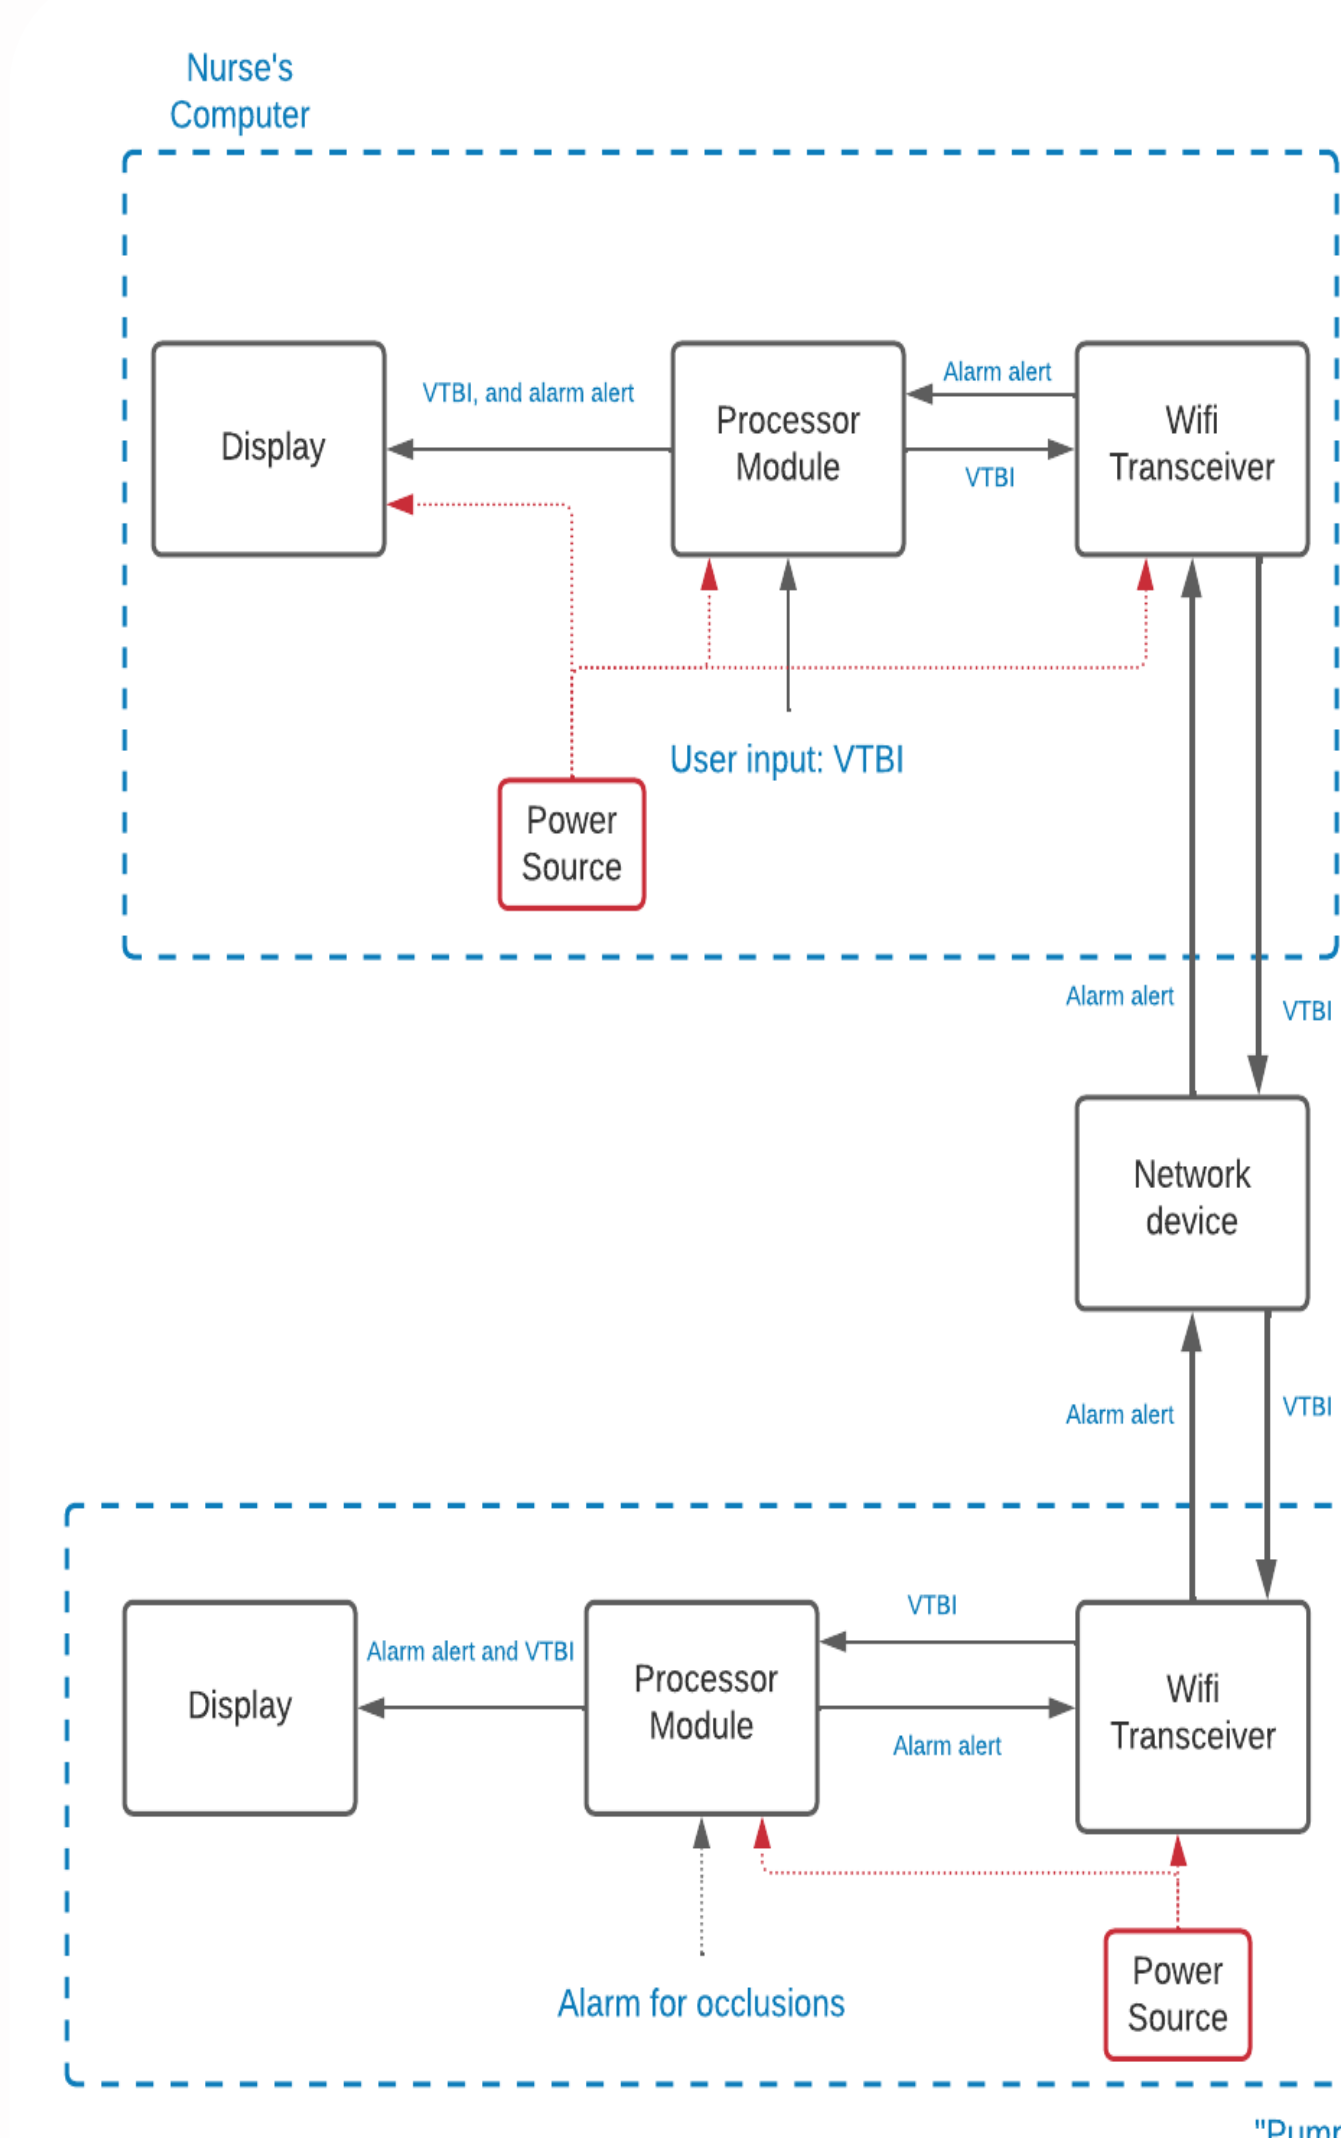 Nurse's
Computer
Display
VTBI, and alarm alert
Processor
Module
Alarm alert
VTBI
Wifi
Transceiver
User input: VTBI
Power
Source
Alarm alert
VTBI
Network
device
Alarm alert
VTBI
Display
Alarm alert and VTBI
Processor
Module
VTBI
Alarm alert
Wifi
Transceiver
Alarm for occlusions
Power
Source